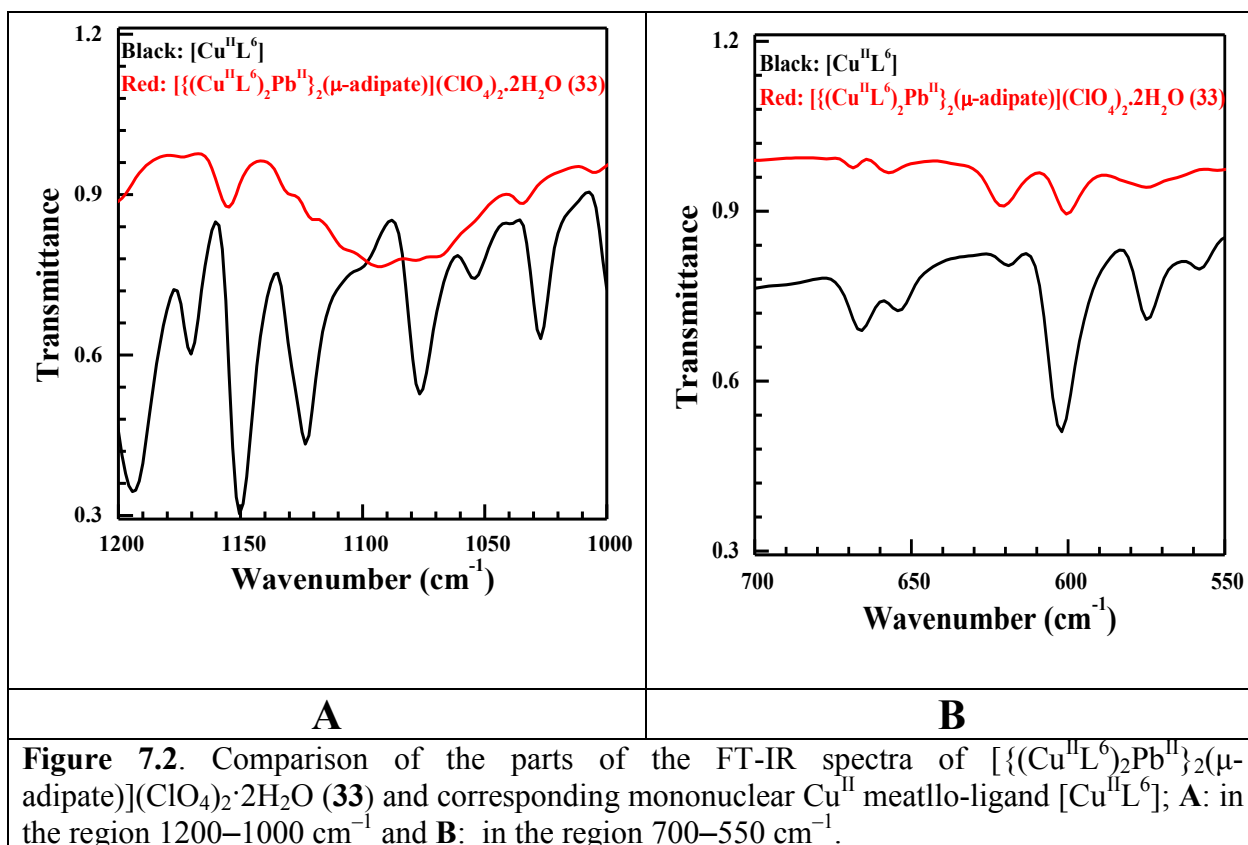 1.2
Black: [CuᴵᴵL⁶]
Red: [{(CuᴵᴵL⁶)₂Pbᴵᴵ}₂(μ-adipate)](ClO₄)₂.2H₂O (33)
0.9
Transmittance
0.6
0.3
1200 1150 1100 1050 1000
Wavenumber (cm⁻¹)
1.2
Black: [CuᴵᴵL⁶]
Red: [{(CuᴵᴵL⁶)₂Pbᴵᴵ}₂(μ-adipate)](ClO₄)₂.2H₂O (33)
0.9
Transmittance
0.6
0.3
700 650 600 550
Wavenumber (cm⁻¹)
A B
Figure 7.2. Comparison of the parts of the FT-IR spectra of [{(CuᴵᴵL⁶)₂Pbᴵᴵ}₂(μ-
adipate)](ClO₄)₂·2H₂O (33) and corresponding mononuclear Cuᴵᴵ meatllo-ligand [CuᴵᴵL⁶]; A: in
the region 1200–1000 cm⁻¹ and B: in the region 700–550 cm⁻¹.